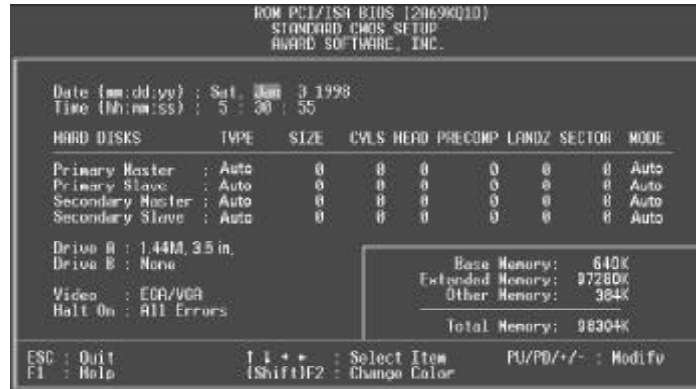 ROM PCI/ISA BIOS (2A69KQ1D)
STANDARD CMOS SETUP
AWARD SOFTWARE, INC.
Date (mm:dd:yy) : Sat, Jan 3 1998
Time (hh:mm:ss) : 5 : 30 : 55
HARD DISKS TYPE SIZE CYLS HEAD PRECOMP LANDZ SECTOR MODE
Primary Master : Auto 0 0 0 0 0 0 Auto
Primary Slave : Auto 0 0 0 0 0 0 Auto
Secondary Master : Auto 0 0 0 0 0 0 Auto
Secondary Slave : Auto 0 0 0 0 0 0 Auto
Drive A : 1.44M, 3.5 in.
Drive B : None
Video : EGA/VGA
Halt On : All Errors
Base Memory: 640K
Extended Memory: 97280K
Other Memory: 384K
Total Memory: 98304K
ESC : Quit ↑ ↓ → ← : Select Item PU/PD/+/- : Modify
F1 : Help (Shift)F2 : Change Color